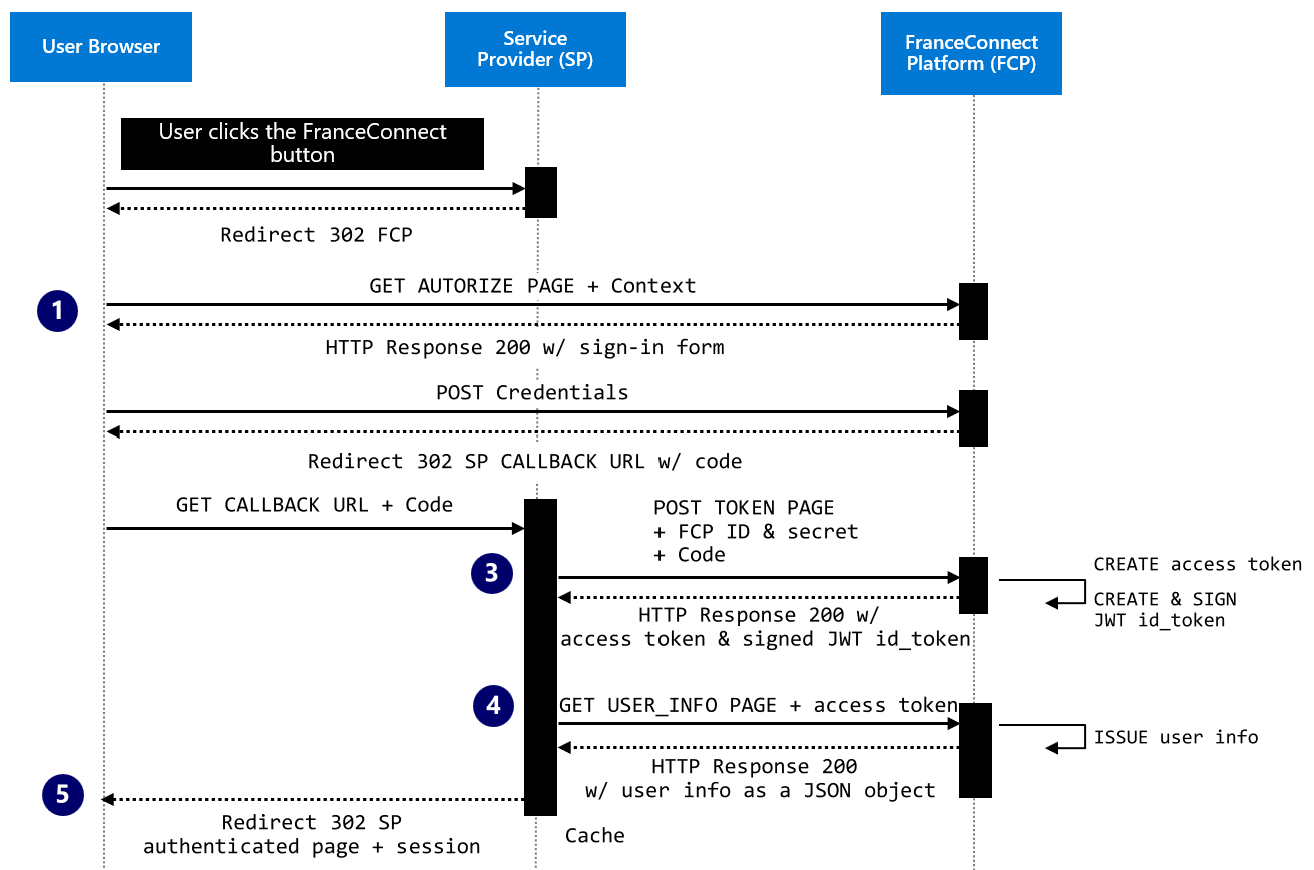 User Browser
Service
Provider (SP)
FranceConnect
Platform (FCP)
User clicks the FranceConnect
button
Redirect 302 FCP
1
GET AUTORIZE PAGE + Context
HTTP Response 200 w/ sign-in form
POST Credentials
Redirect 302 SP CALLBACK URL w/ code
GET CALLBACK URL + Code
POST TOKEN PAGE
+ FCP ID & secret
+ Code
3
CREATE access token
CREATE & SIGN
JWT id_token
HTTP Response 200 w/
access token & signed JWT id_token
4
GET USER_INFO PAGE + access token
ISSUE user info
HTTP Response 200
w/ user info as a JSON object
5
Redirect 302 SP
authenticated page + session
Cache